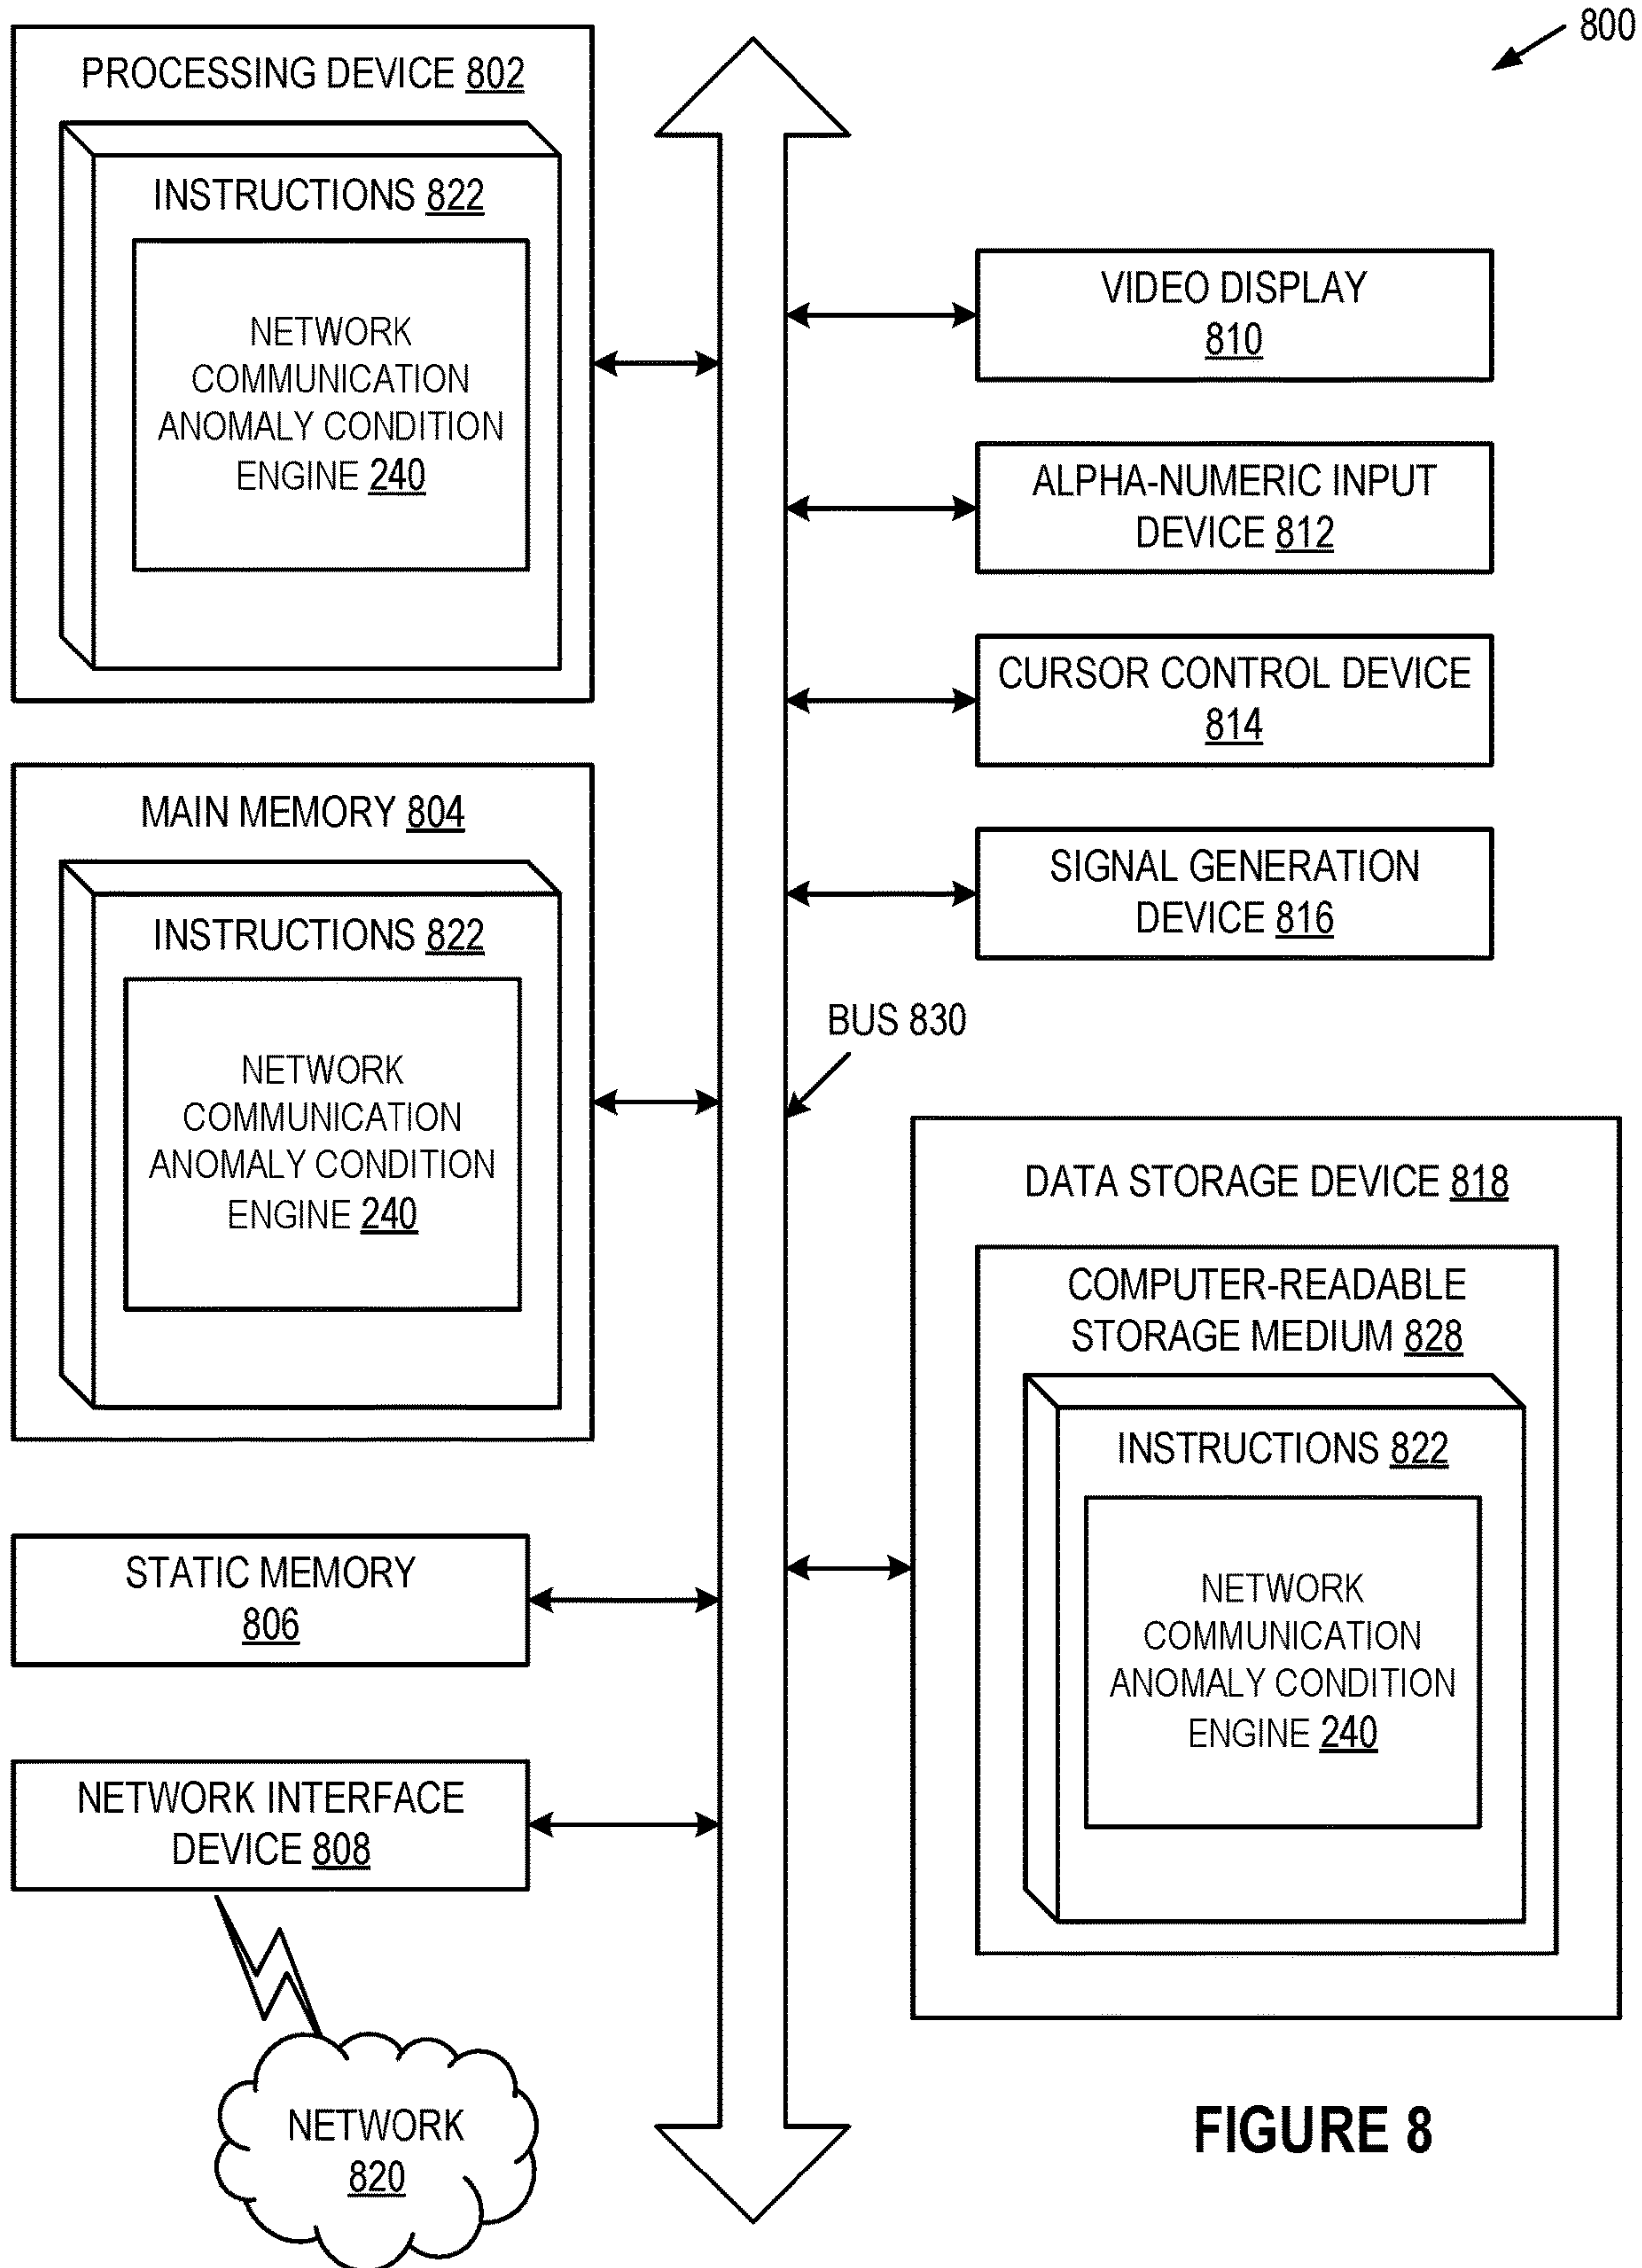 800
PROCESSING DEVICE 802
INSTRUCTIONS 822
NETWORK
COMMUNICATION
ANOMALY CONDITION
ENGINE 240
MAIN MEMORY 804
INSTRUCTIONS 822
NETWORK
COMMUNICATION
ANOMALY CONDITION
ENGINE 240
STATIC MEMORY
806
NETWORK INTERFACE
DEVICE 808
NETWORK
820
VIDEO DISPLAY
810
ALPHA-NUMERIC INPUT
DEVICE 812
CURSOR CONTROL DEVICE
814
SIGNAL GENERATION
DEVICE 816
BUS 830
DATA STORAGE DEVICE 818
COMPUTER-READABLE
STORAGE MEDIUM 828
INSTRUCTIONS 822
NETWORK
COMMUNICATION
ANOMALY CONDITION
ENGINE 240
FIGURE 8